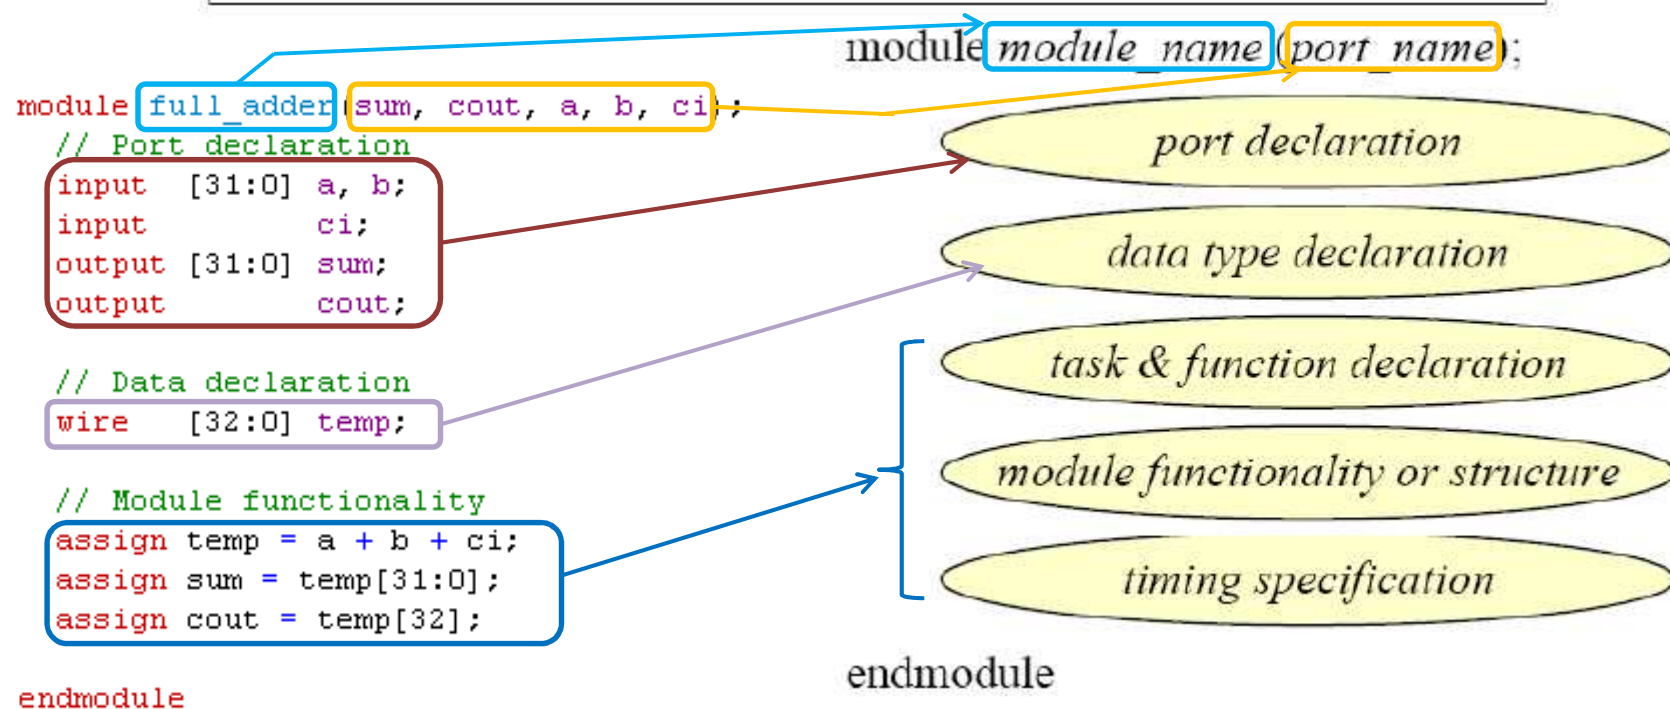 module full_adder(sum, cout, a, b, ci);
// Port declaration
input [31:0] a, b;
input ci;
output [31:0] sum;
output cout;
// Data declaration
wire [32:0] temp;
// Module functionality
assign temp = a + b + ci;
assign sum = temp[31:0];
assign cout = temp[32];
endmodule
module module_name (port_name);
port declaration
data type declaration
task & function declaration
module functionality or structure
timing specification
endmodule